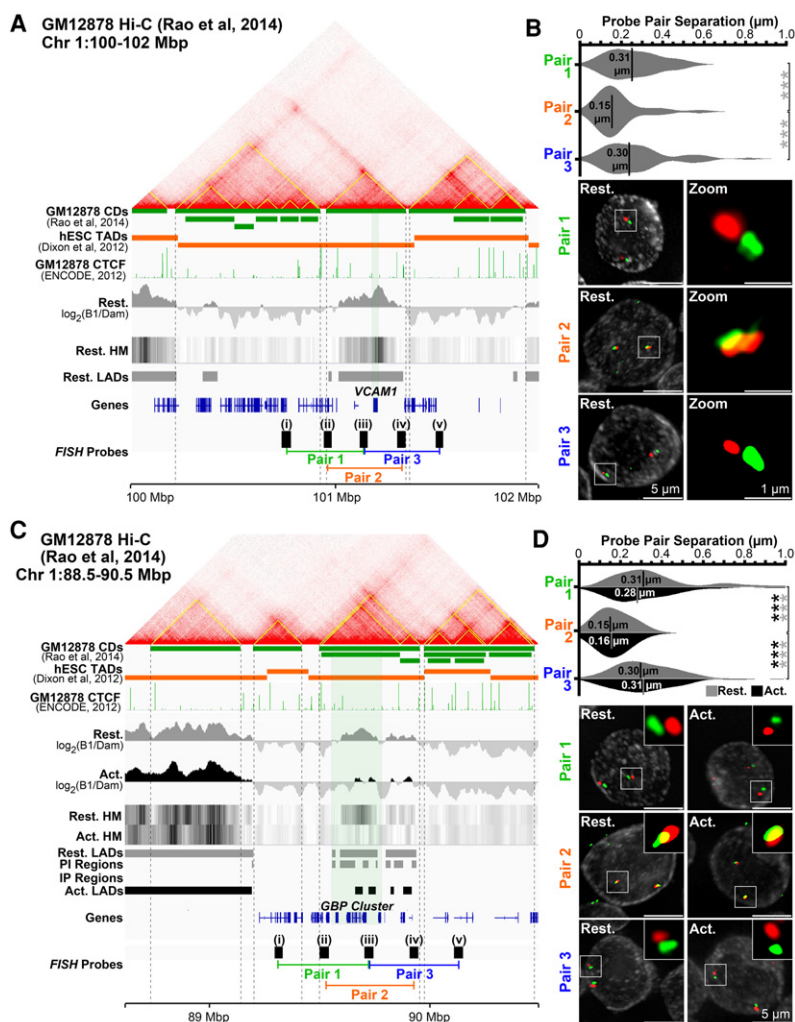 A
GM12878 Hi-C (Rao et al, 2014)
Chr 1:100-102 Mbp
GM12878 CDs
(Rao et al, 2014)
hESC TADs
(Dixon et al, 2012)
GM12878 CTCF
(ENCODE, 2012)
Rest.
log2(B1/Dam)
Rest. HM
Rest. LADs
VCAM1
Genes
(i) (ii) (iii) (iv) (v)
FISH Probes
Pair 1 Pair 3
Pair 2
100 Mbp 101 Mbp 102 Mbp
B
Probe Pair Separation (μm)
0 0.2 0.4 0.6 0.8 1.0
Pair 1
0.31 μm
Pair 2
0.15 μm
Pair 3
0.30 μm
***
***
Pair 1
Rest. Zoom
Pair 2
Zoom
Pair 3
Rest. Zoom
5 μm 1 μm
C
GM12878 Hi-C
(Rao et al, 2014)
Chr 1:88.5-90.5 Mbp
GM12878 CDs
(Rao et al, 2014)
hESC TADs
(Dixon et al, 2012)
GM12878 CTCF
(ENCODE, 2012)
Rest.
log2(B1/Dam)
Act.
log2(B1/Dam)
Rest. HM
Act. HM
Rest. LADs
PI Regions
IP Regions
Act. LADs
GBP Cluster
Genes
(i) (ii) (iii) (iv) (v)
FISH Probes
Pair 1 Pair 3
Pair 2
89 Mbp 90 Mbp
D
Probe Pair Separation (μm)
0 0.2 0.4 0.6 0.8 1.0
Pair 1
0.31 μm
0.28 μm
Pair 2
0.15 μm
0.16 μm
Pair 3
0.30 μm
0.31 μm
***
***
***
***
Rest. Act.
Pair 1
Rest. Act.
Pair 2
Rest. Act.
Pair 3
Rest. Act.
5 μm